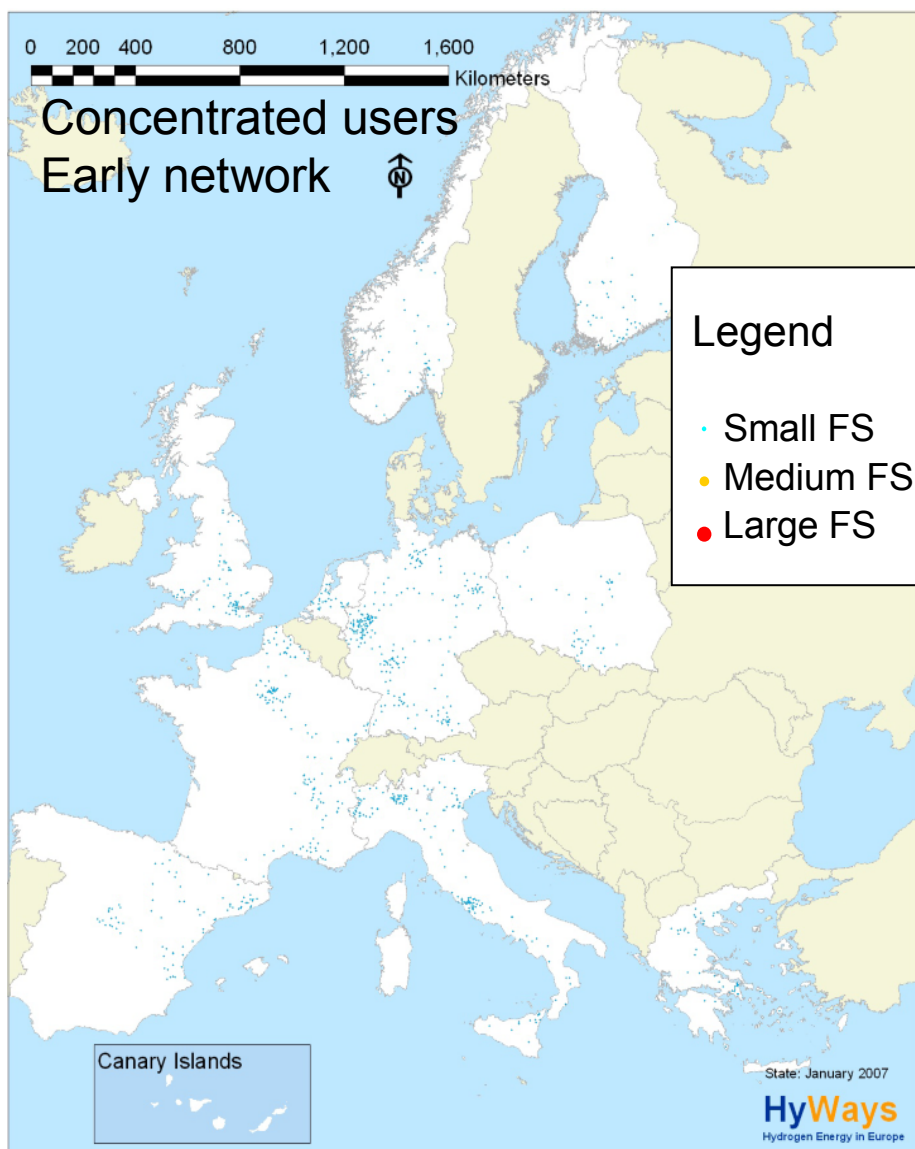 0 200 400 800 1,200 1,600
Kilometers
Concentrated users
Early network
N
Legend
Small FS
Medium FS
Large FS
Canary Islands
State: January 2007
HyWays
Hydrogen Energy in Europe